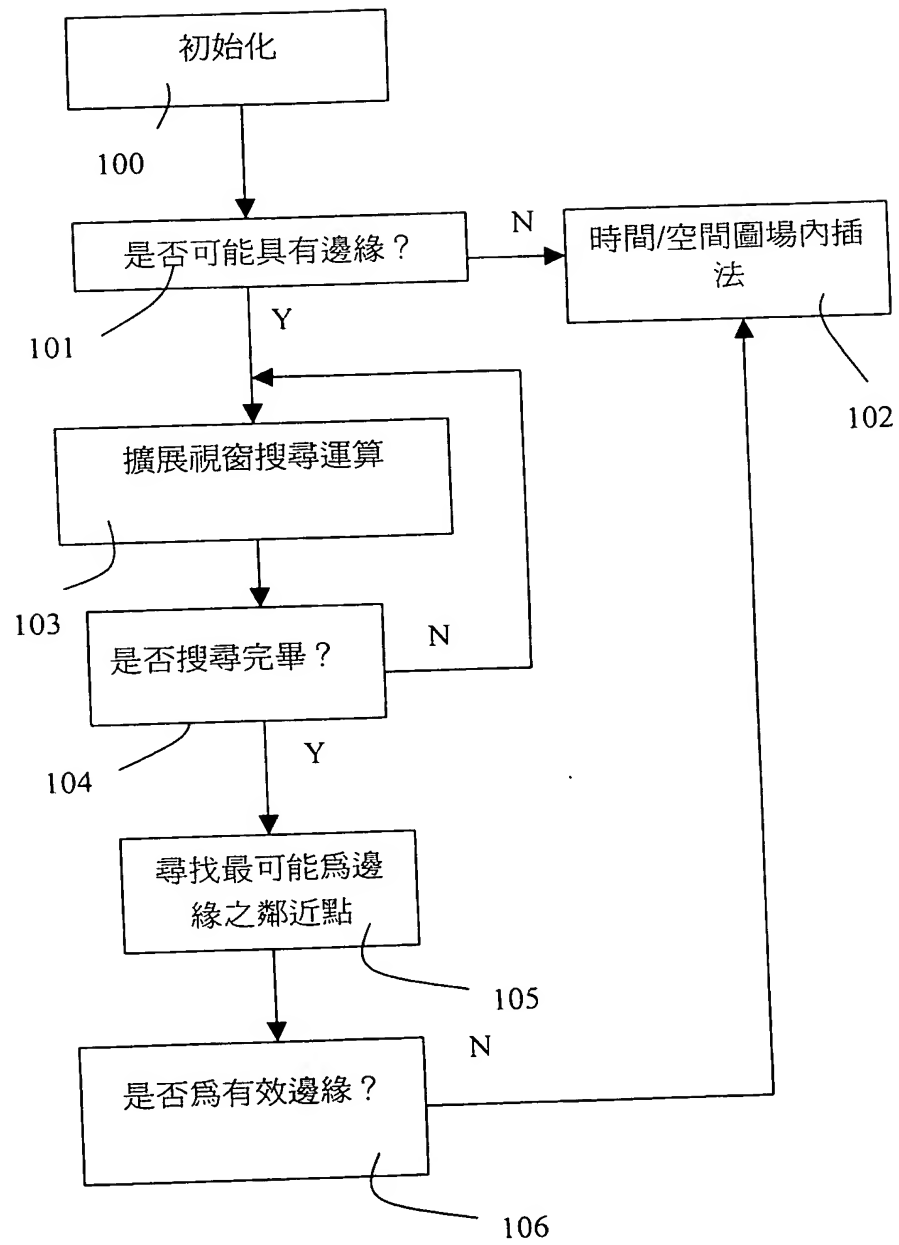 初始化
100
是否可能具有邊緣？
N
時間/空間圖場內插
法
101
Y
102
擴展視窗搜尋運算
103
是否搜尋完畢？
N
104
Y
尋找最可能爲邊
緣之鄰近點
105
N
是否爲有效邊緣？
106